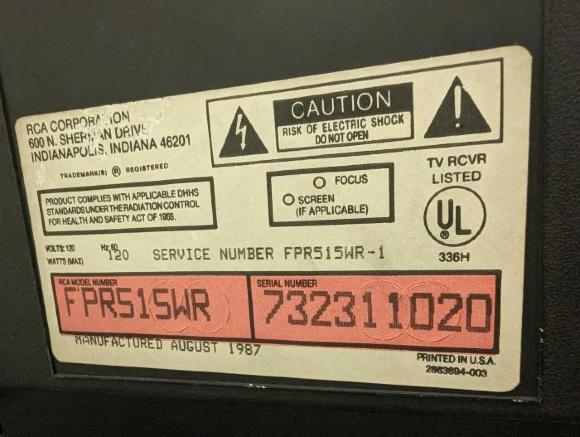 RCA CORPORATION
600 N. SHERMAN DRIVE
INDIANAPOLIS, INDIANA 46201
TRADEMARK(S) ® REGISTERED
CAUTION
RISK OF ELECTRIC SHOCK
DO NOT OPEN
PRODUCT COMPLIES WITH APPLICABLE DHHS
STANDARDS UNDER THE RADIATION CONTROL
FOR HEALTH AND SAFETY ACT OF 1968.
FOCUS
SCREEN
(IF APPLICABLE)
TV RCVR
LISTED
UL®
336H
VOLTS 120 Hz 60
WATTS (MAX) 120 SERVICE NUMBER FPR515WR-1
RCA MODEL NUMBER
FPR515WR
SERIAL NUMBER
732311020
MANUFACTURED AUGUST 1987
PRINTED IN U.S.A.
2863694-003